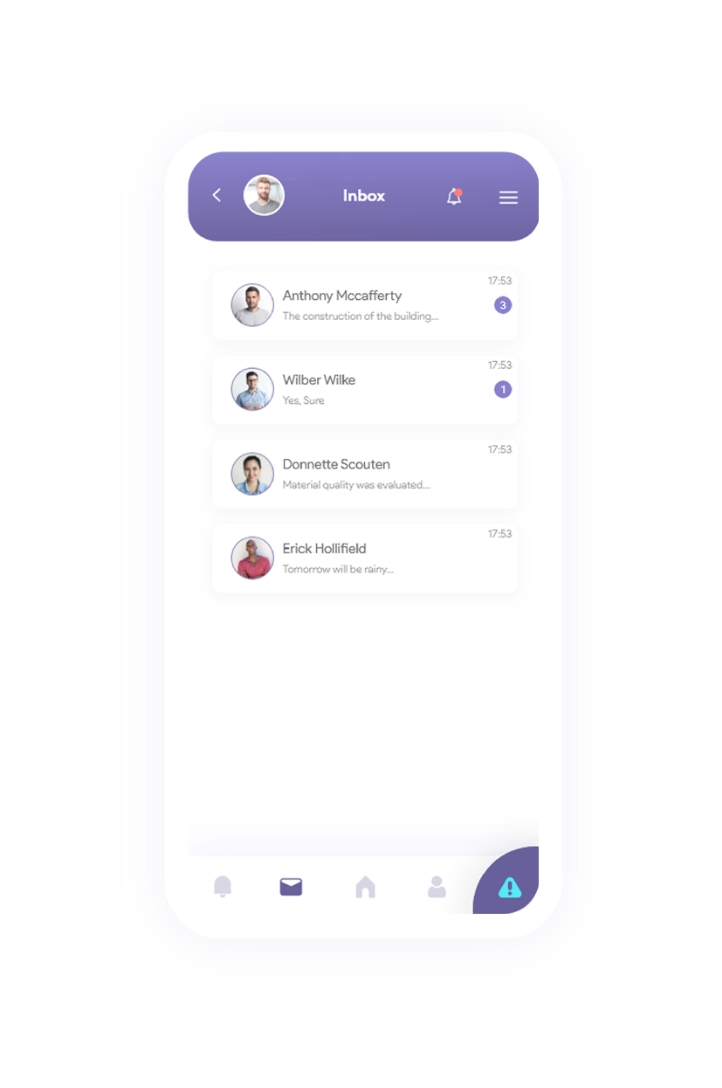 Inbox
17:53
Anthony Mccafferty
3
The construction of the building...
17:53
Wilber Wilke
1
Yes, Sure
17:53
Donnette Scouten
Material quality was evaluated...
17:53
Erick Hollifield
Tomorrow will be rainy...